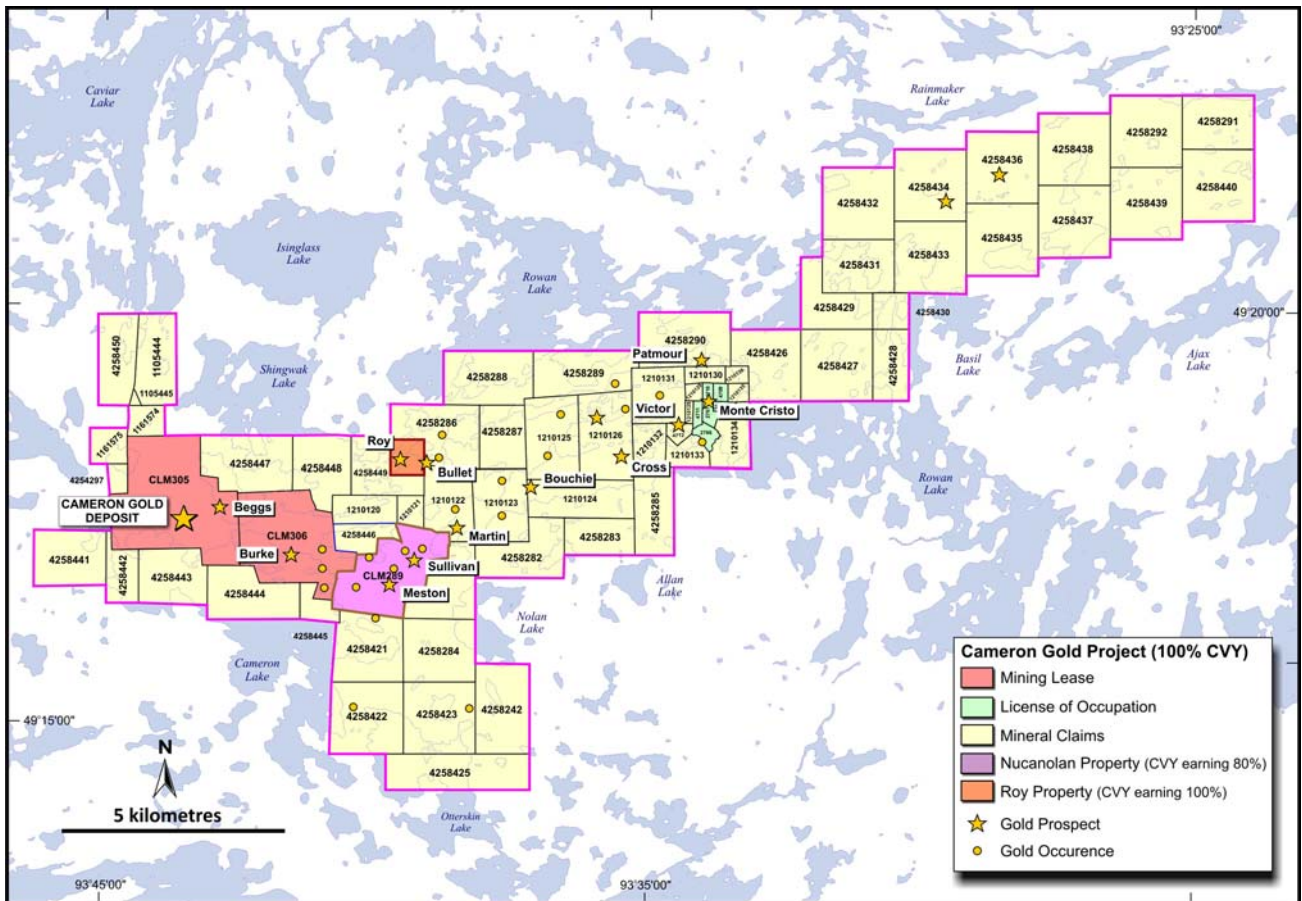 93°25'00"
Caviar
Lake
Rainmaker
Lake
4258291
4258292
4258438
4258436
4258434
4258440
4258432
4258439
4258437
4258435
4258433
4258431
Isinglass
Lake
Rowan
Lake
4258429
4258430
49°20'00"
4258450
1105444
4258290
Patmour
4258426
4258427
4258428
Basil
Lake
Ajax
Lake
Shingwak
Lake
1105445
4258288
4258289
1210131
1210130
1161574
1161575
Victor
Monte Cristo
4258286
4258287
1210125
1210126
1210132
1210133
1210134
Roy
Bullet
Cross
Bouchie
4258447
4258448
4258449
CLM305
4254297
Beggs
CAMERON GOLD
DEPOSIT
1210120
1210121
1210122
1210123
1210124
4258285
Rowan
Lake
CLM306
4258446
Martin
Burke
4258282
4258283
4258441
4258442
4258443
4258444
Sullivan
CLM289
Meston
Allan
Lake
Nolan
Lake
4258445
4258421
4258284
Cameron
Lake
4258422
4258423
4258242
49°15'00"
4258425
N
5 kilometres
Otterskin
Lake
93°45'00"
93°35'00"
Cameron Gold Project (100% CVY)
Mining Lease
License of Occupation
Mineral Claims
Nucanolan Property (CVY earning 80%)
Roy Property (CVY earning 100%)
Gold Prospect
Gold Occurence